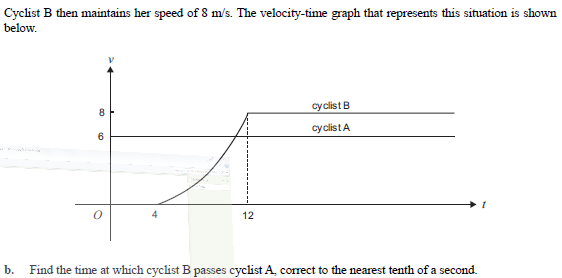 Cyclist B then maintains her speed of 8 m/s. The velocity-time graph that represents this situation is shown
below.
v
8
cyclist B
6
cyclist A
O
4
12
t
b. Find the time at which cyclist B passes cyclist A, correct to the nearest tenth of a second.